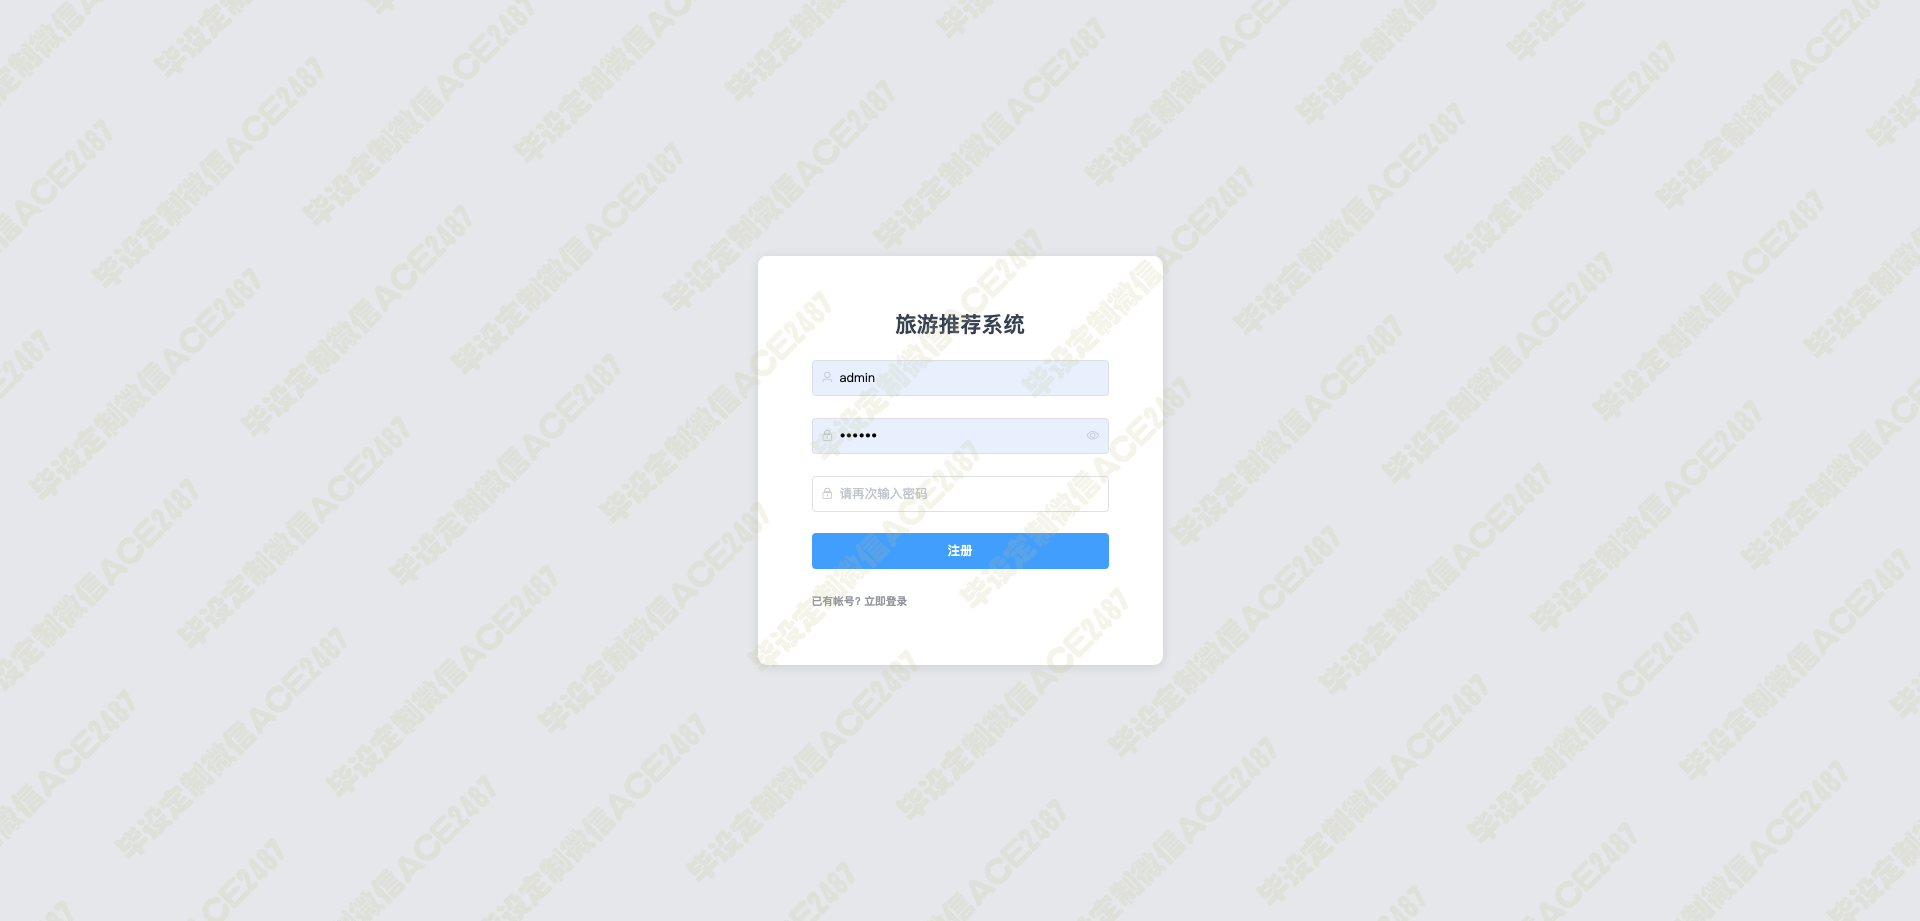 旅游推荐系统
admin
••••••
请再次输入密码
注册
已有帐号? 立即登录
毕设定制微信ACE2487